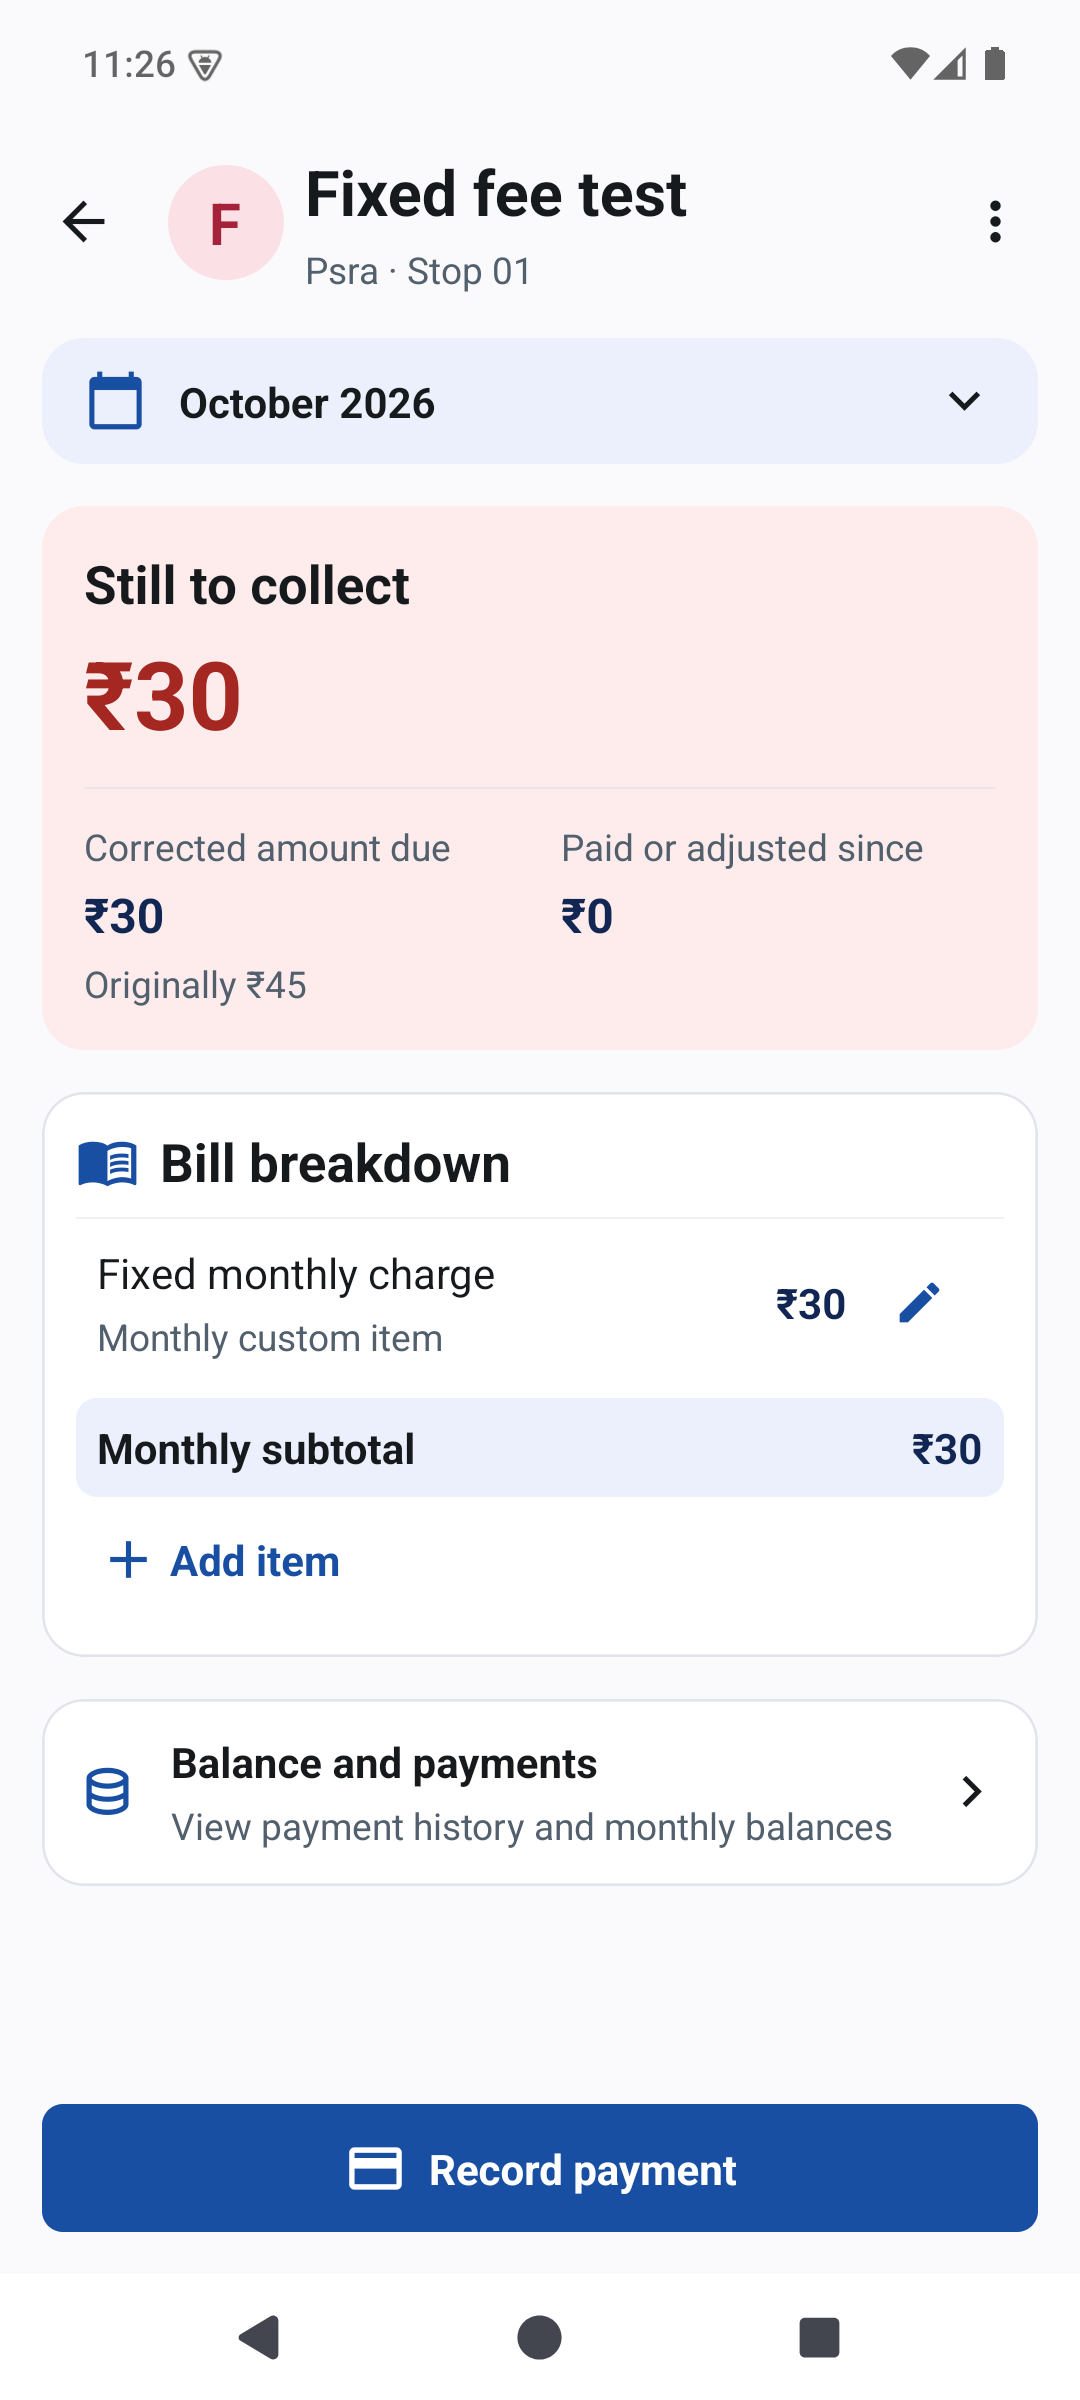 11:26
F
Fixed fee test
Psra · Stop 01
October 2026
Still to collect
₹30
Corrected amount due
₹30
Originally ₹45
Paid or adjusted since
₹0
Bill breakdown
Fixed monthly charge
Monthly custom item
₹30
Monthly subtotal
₹30
Add item
Balance and payments
View payment history and monthly balances
Record payment